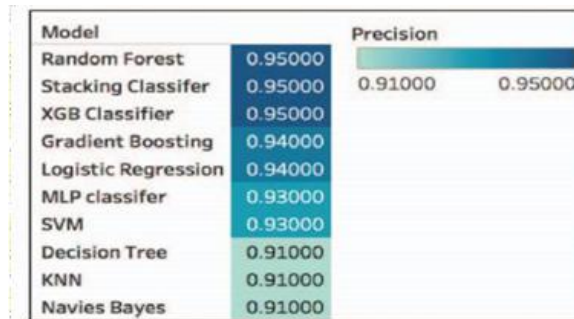 Model
Random Forest 0.95000
Stacking Classifer 0.95000
XGB Classifier 0.95000
Gradient Boosting 0.94000
Logistic Regression 0.94000
MLP classifer 0.93000
SVM 0.93000
Decision Tree 0.91000
KNN 0.91000
Navies Bayes 0.91000
Precision
0.91000 0.95000